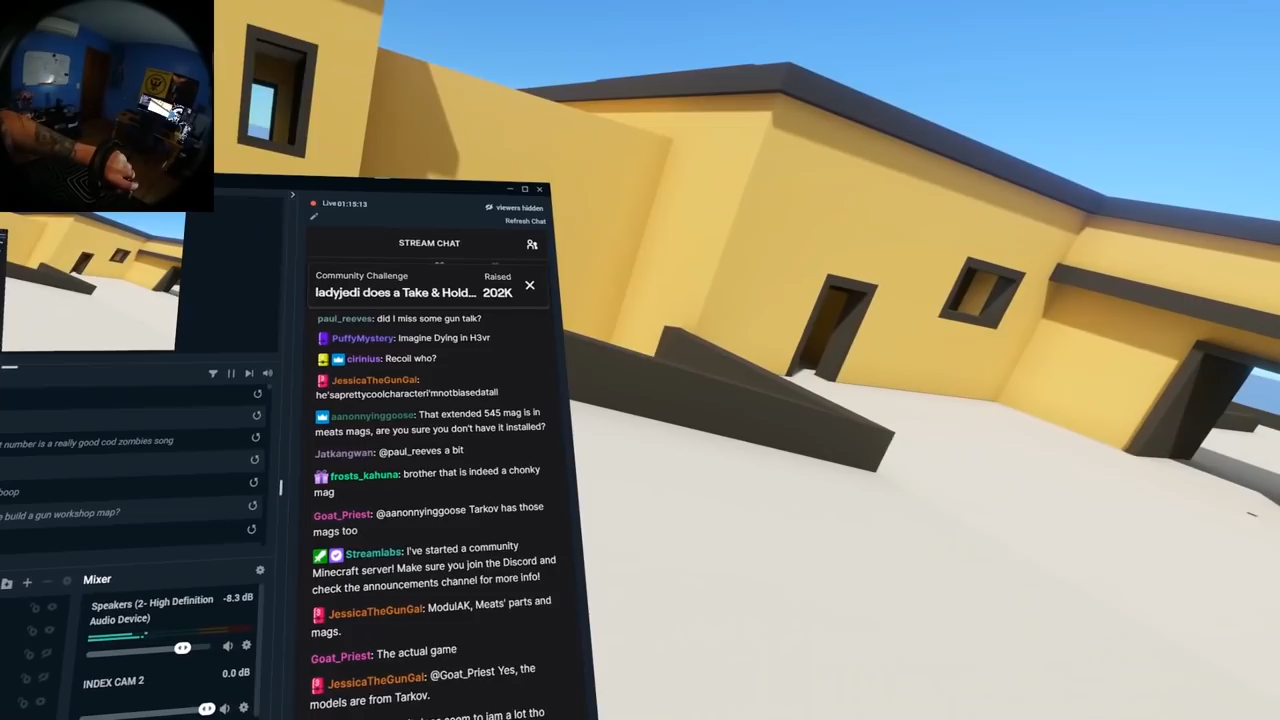 Live 01:15:13
viewers hidden
Refresh Chat
STREAM CHAT
Community Challenge
Raised
ladyjedi does a Take & Hold...
202K
paul_reeves: did I miss some gun talk?
PuffyMystery: Imagine Dying in H3vr
cirinius: Recoil who?
JessicaTheGunGal:
he'saprettycoolcharacterI'mnotbiasedatall
aanonnyinggoose: That extended 545 mag is in
meats mags, are you sure you don't have it installed?
Jatkangwan: @paul_reeves a bit
frosts_kahuna: brother that is indeed a chonky
mag
Goat_Priest: @aanonnyinggoose Tarkov has those
mags too
Streamlabs: I've started a community
Minecraft server! Make sure you join the Discord and
check the announcements channel for more info!
JessicaTheGunGal: ModulAK, Meats' parts and
mags.
Goat_Priest: The actual game
JessicaTheGunGal: @Goat_Priest Yes, the
models are from Tarkov.
seem to jam a lot tho
t number is a really good cod zombies song
boop
e build a gun workshop map?
Mixer
Speakers (2- High Definition
Audio Device)
-8.3 dB
INDEX CAM 2
0.0 dB